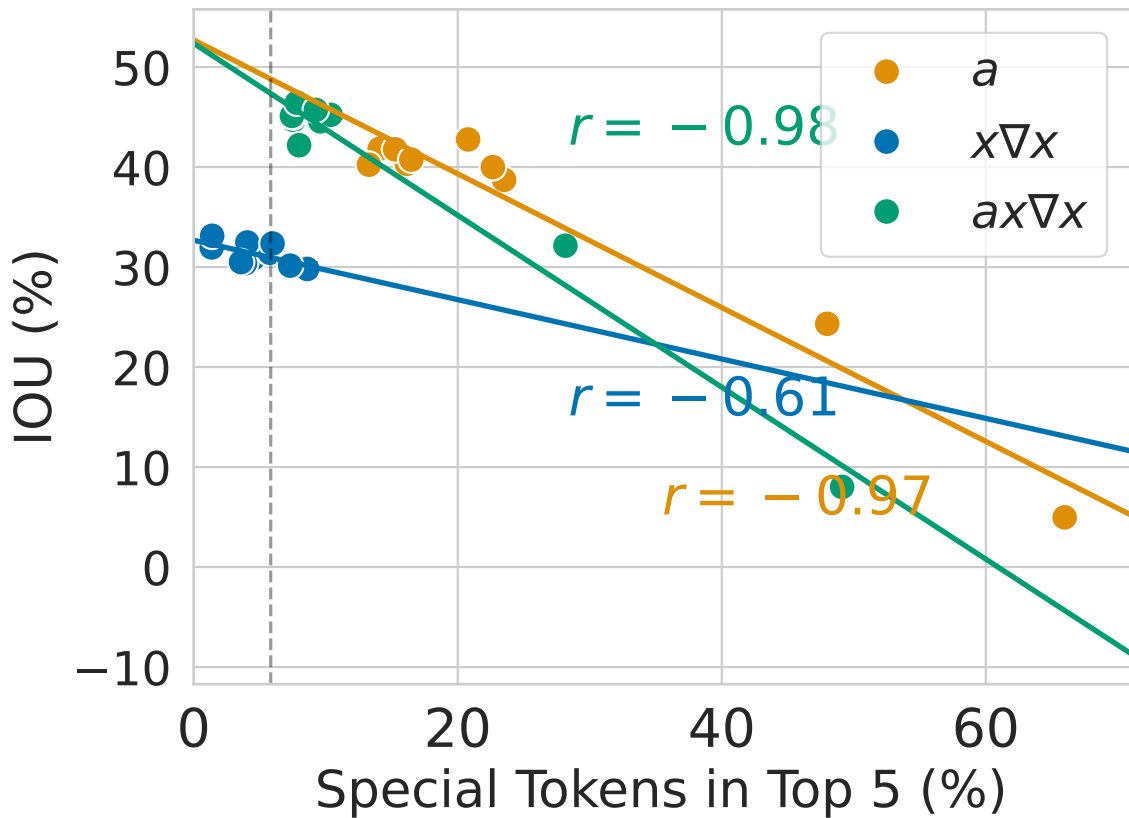 50
40
30
20
10
0
−10
IOU (%)
0
20
40
60
Special Tokens in Top 5 (%)
a
x∇x
ax∇x
r = −0.98
r = −0.61
r = −0.97